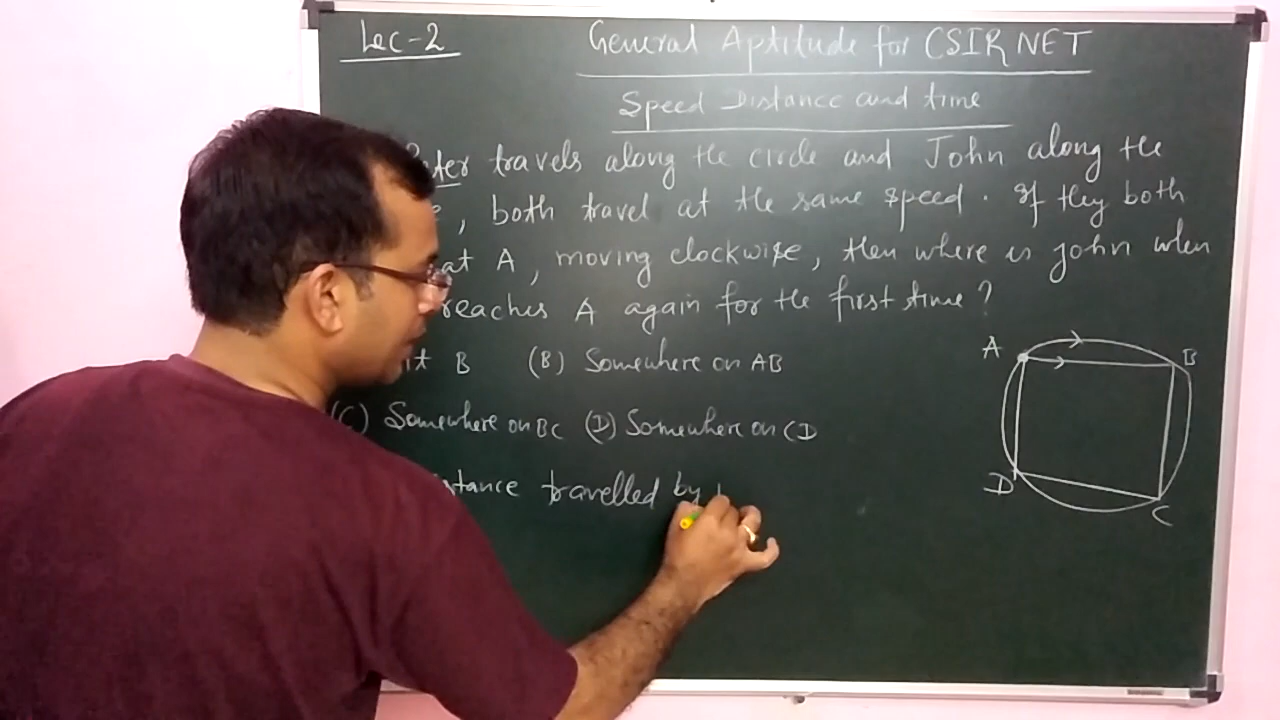 Lec-2
General Aptitude for CSIR NET
Speed Distance and time
travels along the circle and John along the
, both travel at the same speed. If they both
at A, moving clockwise, then where is john when
reaches A again for the first time?
B (B) Somewhere on AB
(C) Somewhere on BC (D) Somewhere on CD
travelled by
A
B
D
C